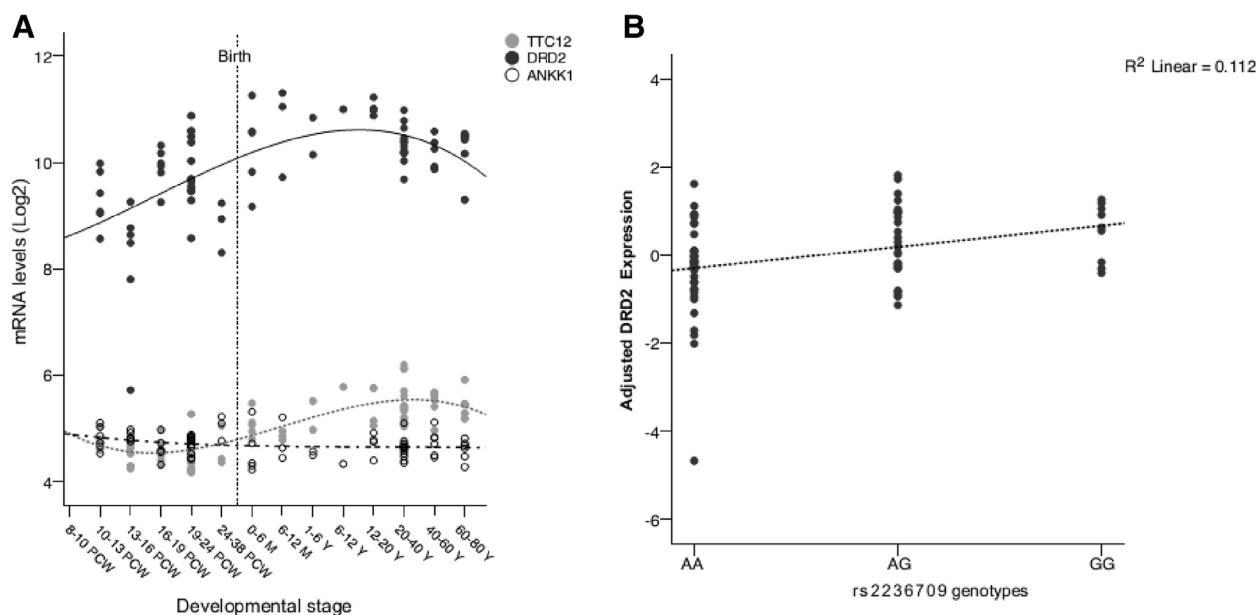 A
12
10
8
6
4
mRNA levels (Log2)
Birth
TTC12
DRD2
ANKK1
8-10 PCW
10-13 PCW
13-16 PCW
16-19 PCW
19-24 PCW
24-38 PCW
0-6 M
6-12 M
1-6 Y
6-12 Y
12-20 Y
20-40 Y
40-60 Y
60-80 Y
Developmental stage
B
R2 Linear = 0.112
4
2
0
-2
-4
-6
Adjusted DRD2 Expression
AA
AG
GG
rs2236709 genotypes